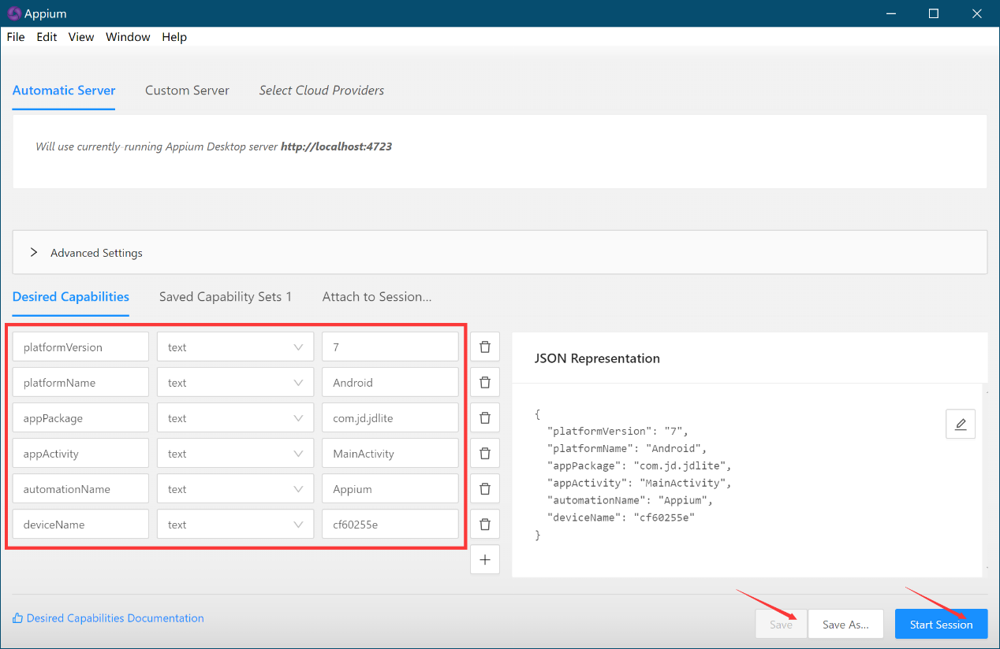 Appium
File Edit View Window Help
Automatic Server Custom Server Select Cloud Providers
Will use currently-running Appium Desktop server http://localhost:4723
Advanced Settings
Desired Capabilities Saved Capability Sets 1 Attach to Session...
platformVersion text 7
platformName text Android
appPackage text com.jd.jdlite
appActivity text MainActivity
automationName text Appium
deviceName text cf60255e
JSON Representation
{
"platformVersion": "7",
"platformName": "Android",
"appPackage": "com.jd.jdlite",
"appActivity": "MainActivity",
"automationName": "Appium",
"deviceName": "cf60255e"
}
Desired Capabilities Documentation
Save Save As... Start Session